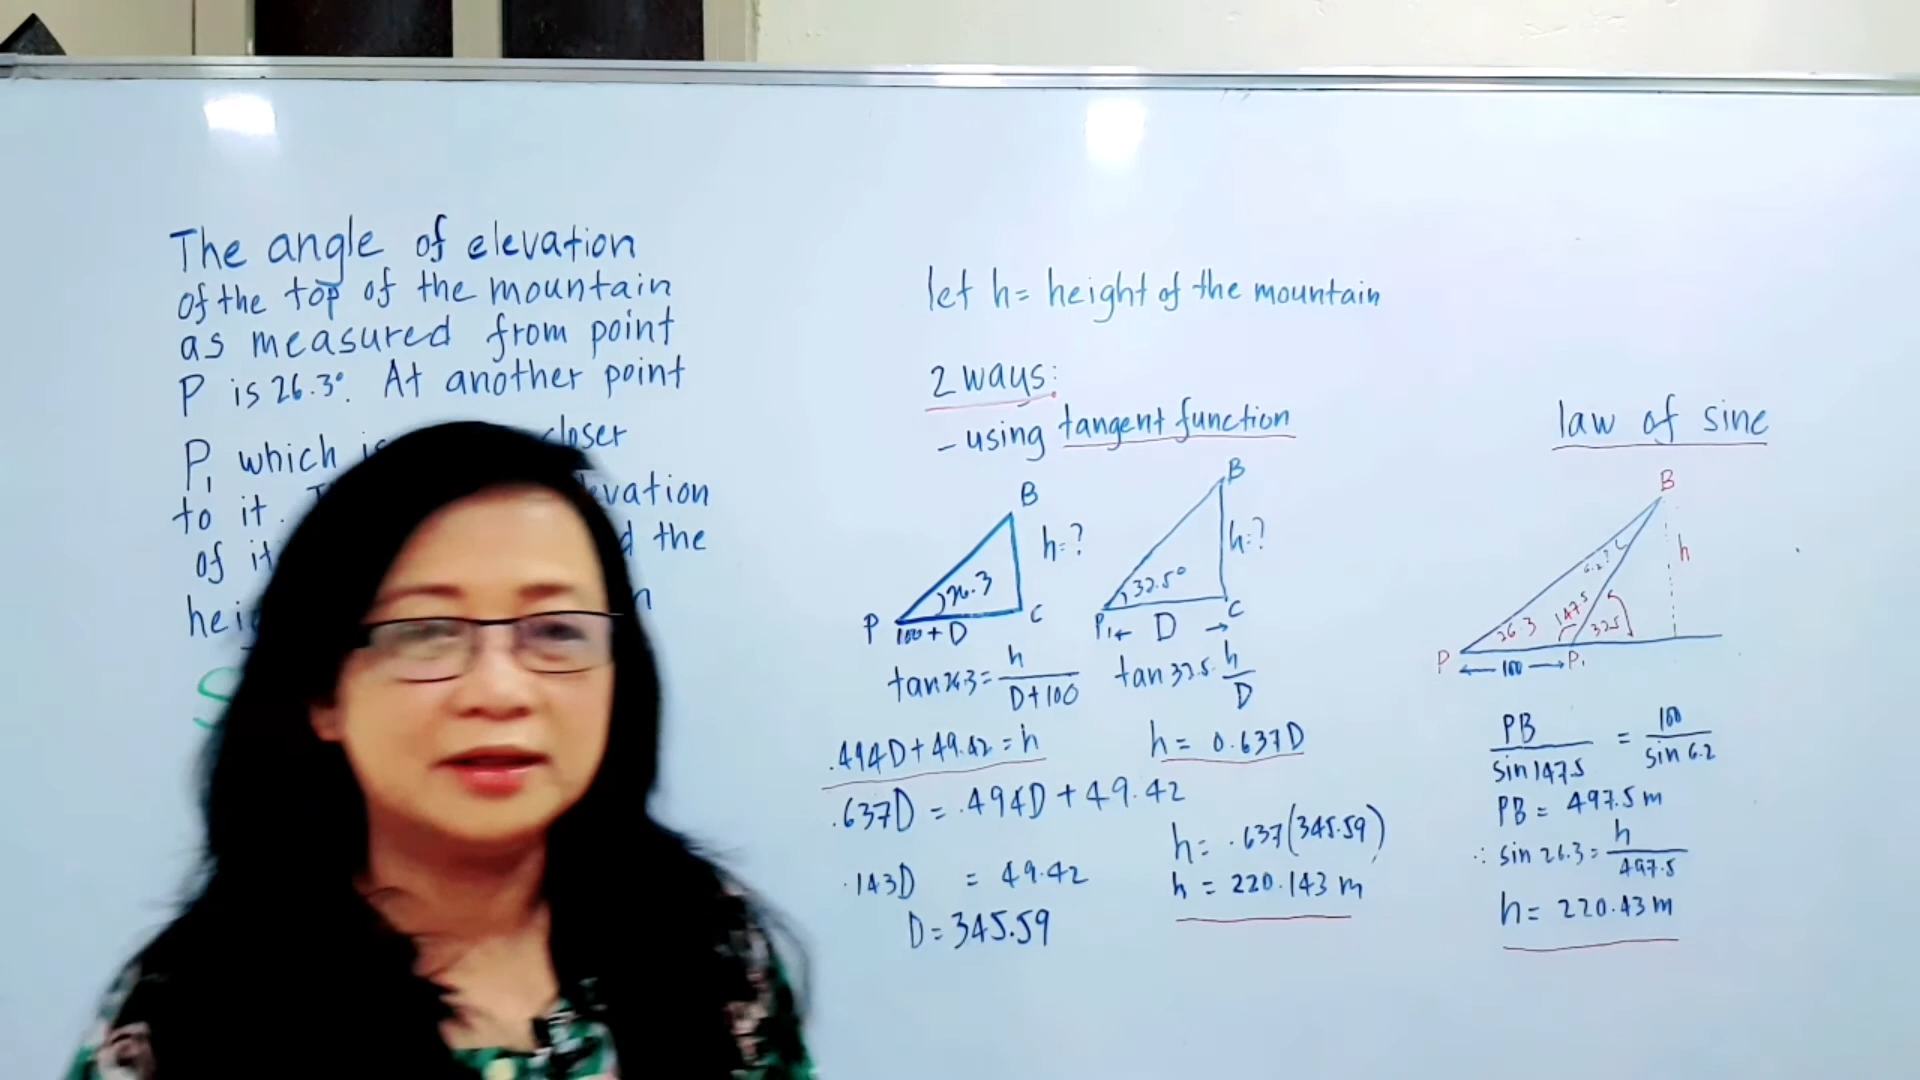 The angle of elevation
of the top of the mountain
as measured from point
P is 26.3°. At another point
P₁ which closer
to it.
of the
let h = height of the mountain
2 ways:
- using tangent function
B
h=?
26.3
P
100 + D
C
tan 26.3 = h / D+100
.494D + 49.42 = h
.637D = .494D + 49.42
.143D = 49.42
D = 345.59
B
h=?
32.5°
P₁ ← D → C
tan 32.5 = h / D
h = 0.637D
h = .637(345.59)
h = 220.143 m
law of sine
B
6.2
h
26.3 147.5 32.5
P ← 100 → P₁
PB / sin 147.5 = 100 / sin 6.2
PB = 497.5 m
∴ sin 26.3 = h / 497.5
h = 220.43 m